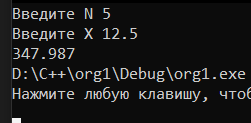 Введите N 5
Введите X 12.5
347.987
D:\C++\org1\Debug\org1.exe
Нажмите любую клавишу, чтоб